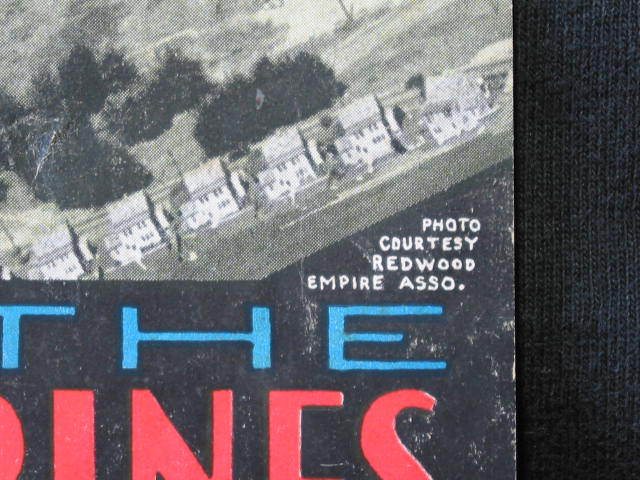 PHOTO
COURTESY
REDWOOD
EMPIRE ASSO.
THE